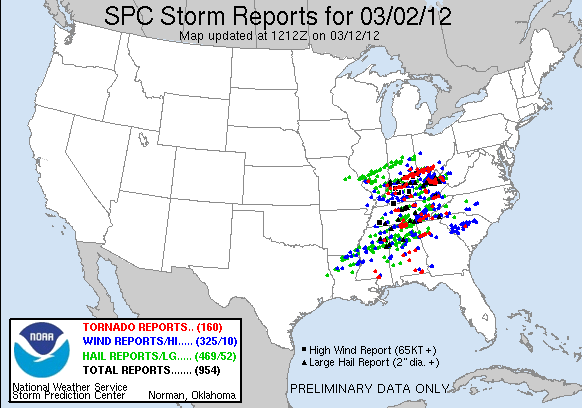 SPC Storm Reports for 03/02/12
Map updated at 1212Z on 03/12/12
NOAA
TORNADO REPORTS.. (160)
WIND REPORTS/HI..... (325/10)
HAIL REPORTS/LG..... (469/52)
TOTAL REPORTS....... (954)
National Weather Service
Storm Prediction Center Norman, Oklahoma
High Wind Report (65KT +)
Large Hail Report (2" dia. +)
PRELIMINARY DATA ONLY